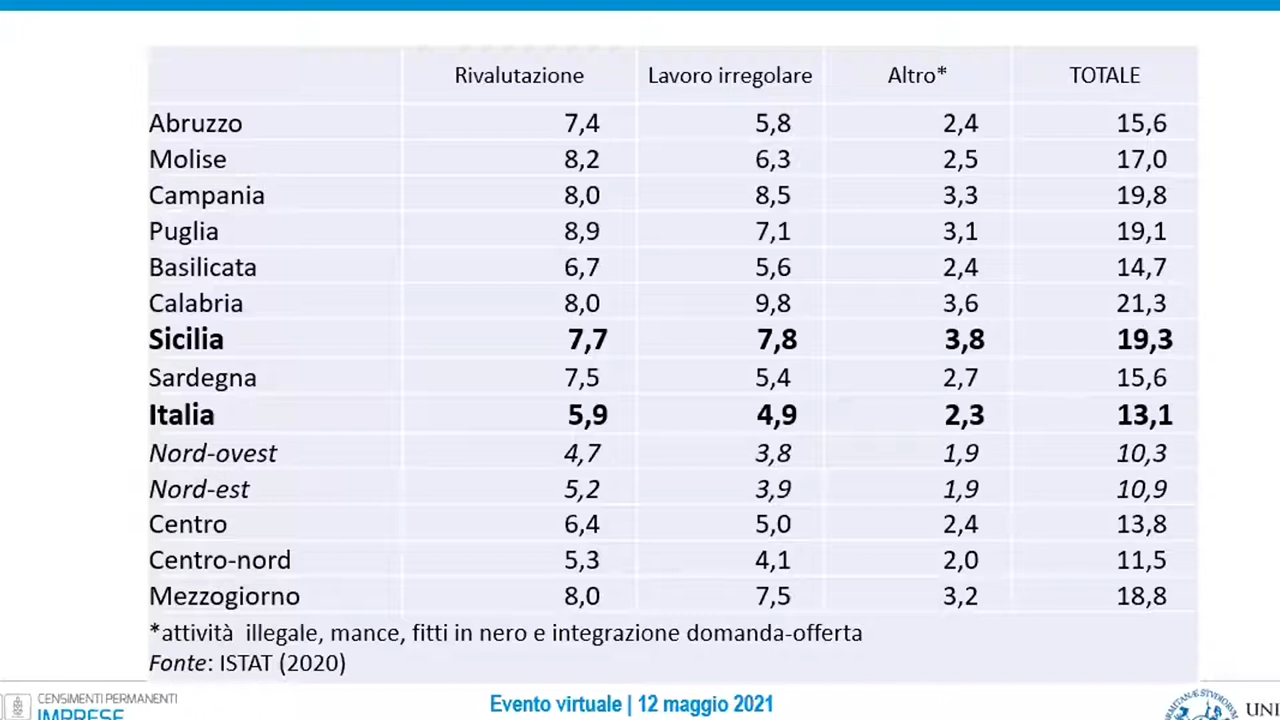 Rivalutazione Lavoro irregolare Altro* TOTALE
Abruzzo 7,4 5,8 2,4 15,6
Molise 8,2 6,3 2,5 17,0
Campania 8,0 8,5 3,3 19,8
Puglia 8,9 7,1 3,1 19,1
Basilicata 6,7 5,6 2,4 14,7
Calabria 8,0 9,8 3,6 21,3
Sicilia 7,7 7,8 3,8 19,3
Sardegna 7,5 5,4 2,7 15,6
Italia 5,9 4,9 2,3 13,1
Nord-ovest 4,7 3,8 1,9 10,3
Nord-est 5,2 3,9 1,9 10,9
Centro 6,4 5,0 2,4 13,8
Centro-nord 5,3 4,1 2,0 11,5
Mezzogiorno 8,0 7,5 3,2 18,8
*attività illegale, mance, fitti in nero e integrazione domanda-offerta
Fonte: ISTAT (2020)
CENSIMENTI PERMANENTI
IMPRESE
Evento virtuale | 12 maggio 2021
UNI